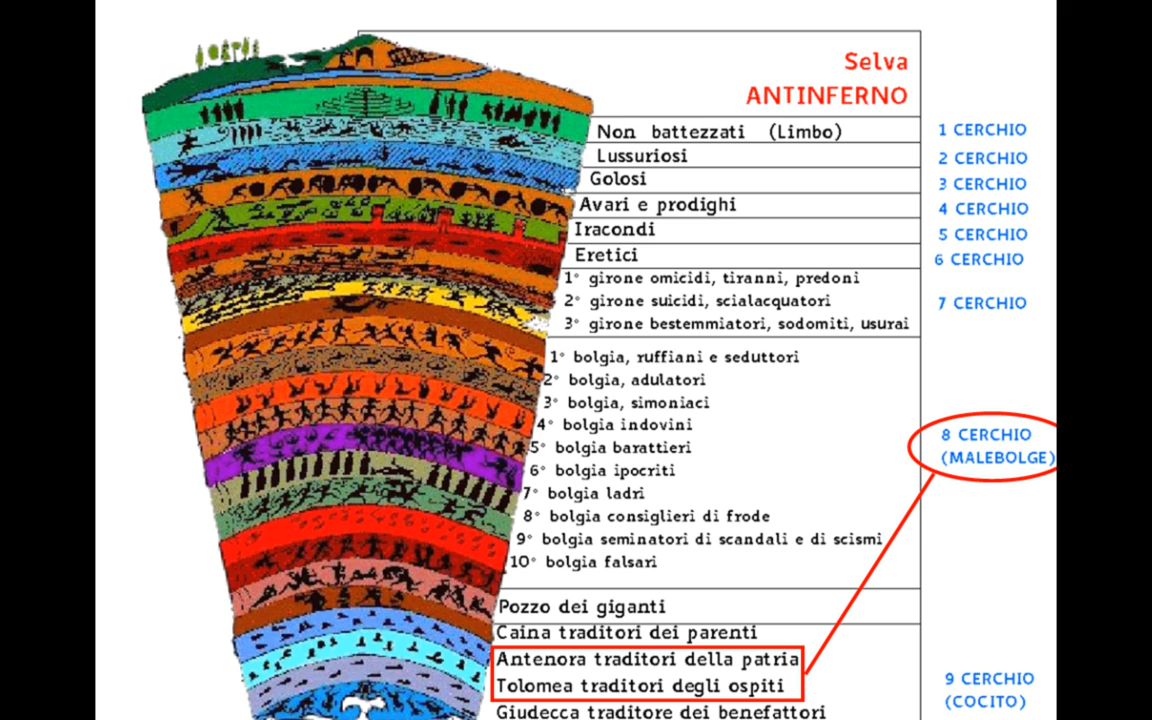 Selva
ANTINFERNO
Non battezzati (Limbo) 1 CERCHIO
Lussuriosi 2 CERCHIO
Golosi 3 CERCHIO
Avari e prodighi 4 CERCHIO
Iracondi 5 CERCHIO
Eretici 6 CERCHIO
1° girone omicidi, tiranni, predoni
2° girone suicidi, scialacquatori 7 CERCHIO
3° girone bestemmiatori, sodomiti, usurai
1° bolgia, ruffiani e seduttori
2° bolgia, adulatori
3° bolgia, simoniaci
4° bolgia indovini
5° bolgia barattieri
6° bolgia ipocriti
7° bolgia ladri
8° bolgia consiglieri di frode
9° bolgia seminatori di scandali e di scismi
10° bolgia falsari
8 CERCHIO
(MALEBOLGE)
Pozzo dei giganti
Caina traditori dei parenti
Antenora traditori della patria
Tolomea traditori degli ospiti
Giudecca traditore dei benefattori
9 CERCHIO
(COCITO)